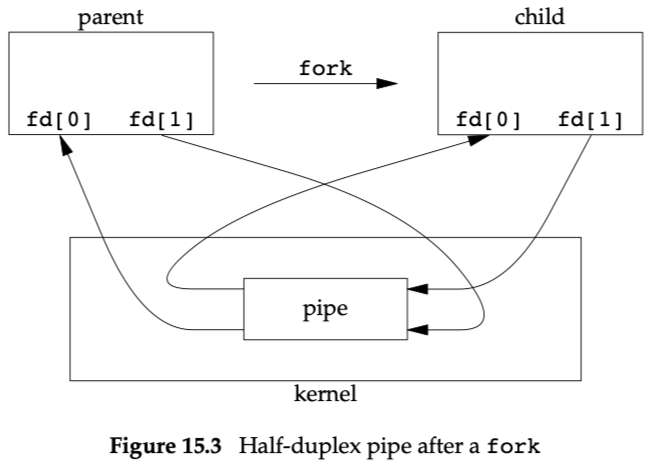 parent
child
fork
fd[0] fd[1]
fd[0] fd[1]
pipe
kernel
Figure 15.3 Half-duplex pipe after a fork